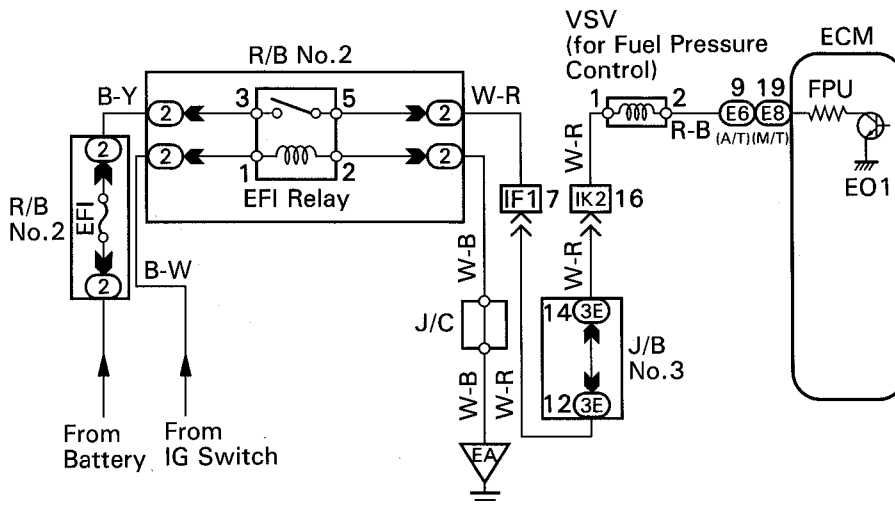 VSV
(for Fuel Pressure
Control)
ECM
R/B No.2
B-Y
2
3
5
2
W-R
1
2
9
19
E6
E8
FPU
R-B
(A/T)
(M/T)
EO1
2
2
1
2
2
EFI Relay
W-R
R/B
No.2
EFI
2
B-W
IF1
7
IK2
16
W-B
W-R
J/C
14
3E
J/B
No.3
12
3E
W-B
W-R
From
Battery
From
IG Switch
EA